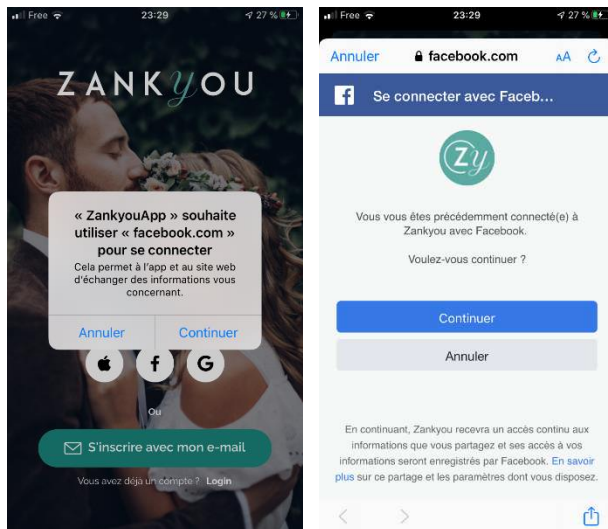 Free 23:29 27 %
ZANKyOU
« ZankyouApp » souhaite
utiliser « facebook.com »
pour se connecter
Cela permet à l'app et au site web
d'échanger des informations vous
concernant.
Annuler Continuer
f G
Ou
S'inscrire avec mon e-mail
Vous avez déjà un compte ? Login
Free 23:29 27 %
Annuler facebook.com AA
f Se connecter avec Faceb...
Zy
Vous vous êtes précédemment connecté(e) à
Zankyou avec Facebook.
Voulez-vous continuer ?
Continuer
Annuler
En continuant, Zankyou recevra un accès continu aux
informations que vous partagez et ses accès à vos
informations seront enregistrés par Facebook. En savoir
plus sur ce partage et les paramètres dont vous disposez.